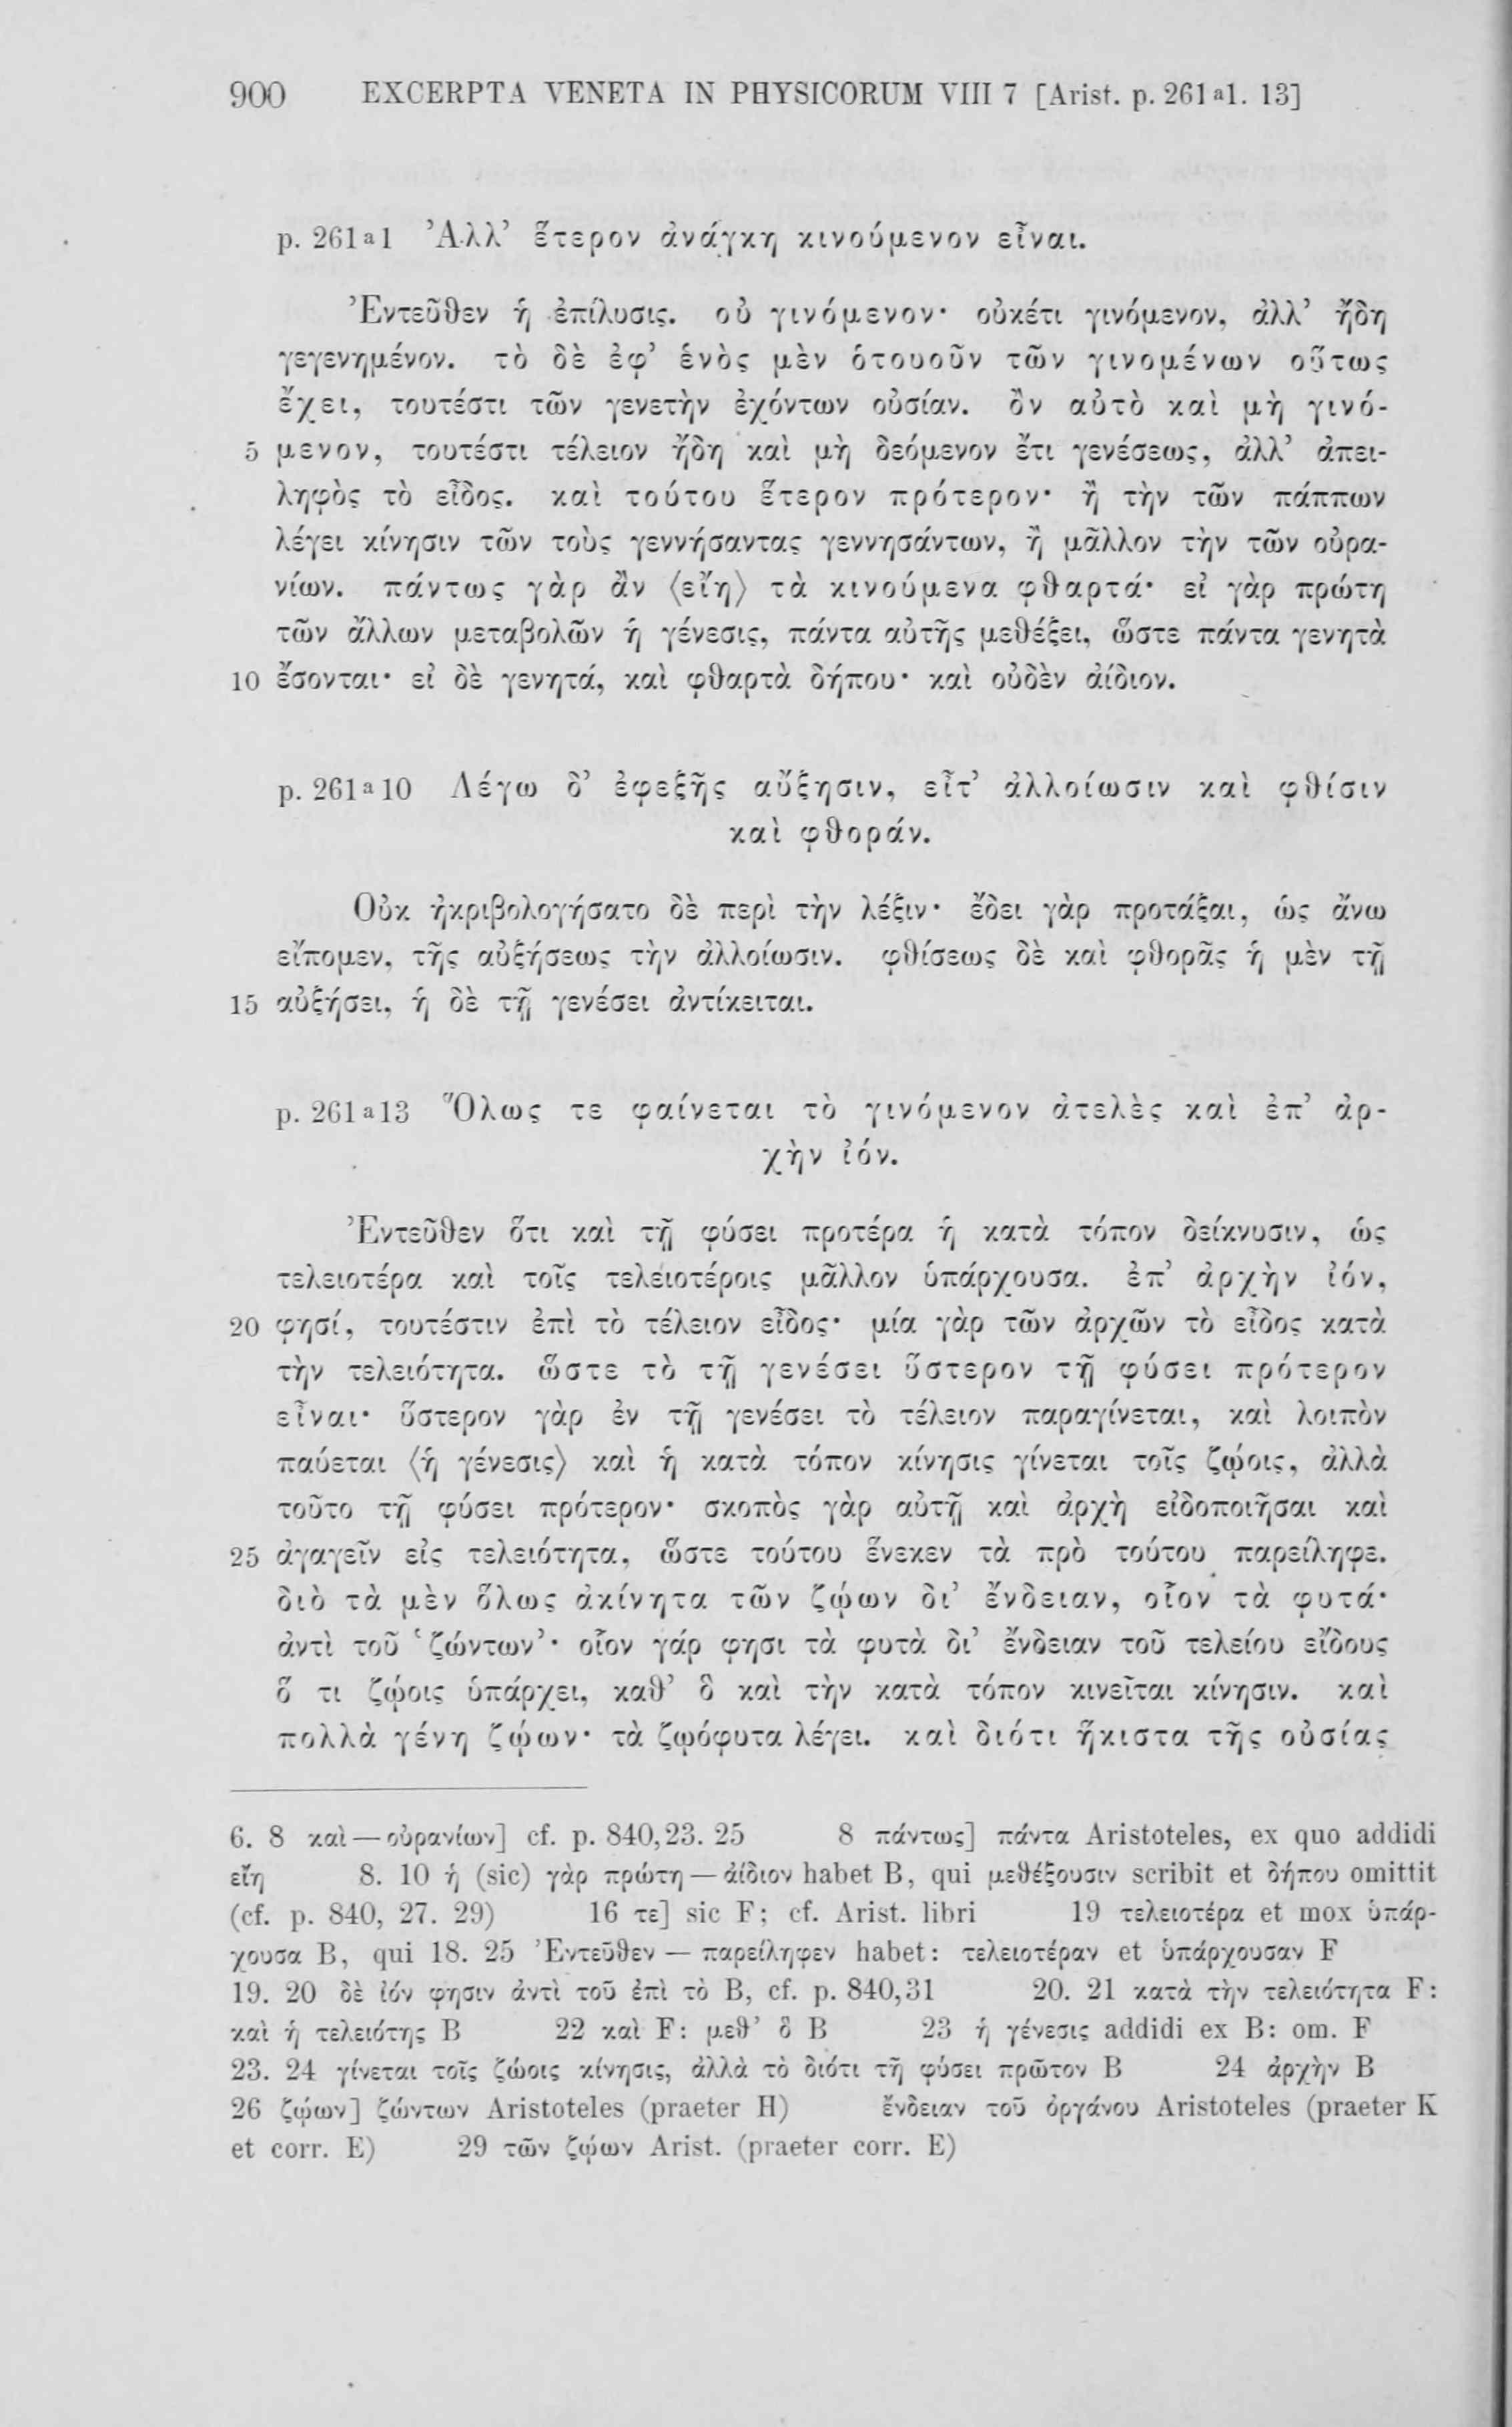 900 EXCERPTA VENETA IN PHYSICORUM VIII 7 [Arist. p. 261ᵃ1. 13]
p. 261ᵃ1 Ἀλλ’ ἕτερον ἀνάγκη κινούμενον εἶναι.
Ἐντεῦθεν ἡ ἐπίλυσις. οὐ γινόμενον· οὐκέτι γινόμενον, ἀλλ’ ἤδη
γεγενημένον. τὸ δὲ ἐφ’ ἑνὸς μὲν ὁτουοῦν τῶν γινομένων οὕτως
ἔχει, τουτέστι τῶν γενετὴν ἐχόντων οὐσίαν. ὂν αὐτὸ καὶ μὴ γινό-
5 μενον, τουτέστι τέλειον ἤδη καὶ μὴ δεόμενον ἔτι γενέσεως, ἀλλ’ ἀπει-
ληφὸς τὸ εἶδος. καὶ τούτου ἕτερον πρότερον· ἢ τὴν τῶν πάππων
λέγει κίνησιν τῶν τοὺς γεννήσαντας γεννησάντων, ἢ μᾶλλον τὴν τῶν οὐρα-
νίων. πάντως γὰρ ἂν ⟨εἴη⟩ τὰ κινούμενα φθαρτά· εἰ γὰρ πρώτη
τῶν ἄλλων μεταβολῶν ἡ γένεσις, πάντα αὐτῆς μεθέξει, ὥστε πάντα γενητὰ
10 ἔσονται· εἰ δὲ γενητά, καὶ φθαρτὰ δήπου· καὶ οὐδὲν ἀίδιον.
p. 261ᵃ10 Λέγω δ’ ἐφεξῆς αὔξησιν, εἶτ’ ἀλλοίωσιν καὶ φθίσιν
καὶ φθοράν.
Οὐκ ἠκριβολογήσατο δὲ περὶ τὴν λέξιν· ἔδει γὰρ προτάξαι, ὡς ἄνω
εἴπομεν, τῆς αὐξήσεως τὴν ἀλλοίωσιν. φθίσεως δὲ καὶ φθορᾶς ἡ μὲν τῇ
15 αὐξήσει, ἡ δὲ τῇ γενέσει ἀντίκειται.
p. 261ᵃ13 Ὅλως τε φαίνεται τὸ γινόμενον ἀτελὲς καὶ ἐπ’ ἀρ-
χὴν ἰόν.
Ἐντεῦθεν ὅτι καὶ τῇ φύσει προτέρα ἡ κατὰ τόπον δείκνυσιν, ὡς
τελειοτέρα καὶ τοῖς τελειοτέροις μᾶλλον ὑπάρχουσα. ἐπ’ ἀρχὴν ἰόν,
20 φησί, τουτέστιν ἐπὶ τὸ τέλειον εἶδος· μία γὰρ τῶν ἀρχῶν τὸ εἶδος κατὰ
τὴν τελειότητα. ὥστε τὸ τῇ γενέσει ὕστερον τῇ φύσει πρότερον
εἶναι· ὕστερον γὰρ ἐν τῇ γενέσει τὸ τέλειον παραγίνεται, καὶ λοιπὸν
παύεται ⟨ἡ γένεσις⟩ καὶ ἡ κατὰ τόπον κίνησις γίνεται τοῖς ζῴοις, ἀλλὰ
τοῦτο τῇ φύσει πρότερον· σκοπὸς γὰρ αὐτῇ καὶ ἀρχὴ εἰδοποιῆσαι καὶ
25 ἀγαγεῖν εἰς τελειότητα, ὥστε τούτου ἕνεκεν τὰ πρὸ τούτου παρείληφε.
διὸ τὰ μὲν ὅλως ἀκίνητα τῶν ζῴων δι’ ἔνδειαν, οἷον τὰ φυτά·
ἀντὶ τοῦ ‘ζώντων’· οἷον γάρ φησι τὰ φυτὰ δι’ ἔνδειαν τοῦ τελείου εἴδους
ὅ τι ζῴοις ὑπάρχει, καθ’ ὃ καὶ τὴν κατὰ τόπον κινεῖται κίνησιν. καὶ
πολλὰ γένη ζῴων· τὰ ζῳόφυτα λέγει. καὶ διότι ἥκιστα τῆς οὐσίας
6. 8 καὶ — οὐρανίων] cf. p. 840,23. 25 8 πάντως] πάντα Aristoteles, ex quo addidi
εἴη 8. 10 ἡ (sic) γὰρ πρώτη — ἀίδιον habet B, qui μεθέξουσιν scribit et δήπου omittit
(cf. p. 840, 27. 29) 16 τε] sic F; cf. Arist. libri 19 τελειοτέρα et mox ὑπάρ-
χουσα B, qui 18. 25 Ἐντεῦθεν — παρείληφεν habet: τελειοτέραν et ὑπάρχουσαν F
19. 20 δὲ ἰόν φησιν ἀντὶ τοῦ ἐπὶ τὸ B, cf. p. 840,31 20. 21 κατὰ τὴν τελειότητα F:
καὶ ἡ τελειότης B 22 καὶ F: μεθ’ ὃ B 23 ἡ γένεσις addidi ex B: om. F
23. 24 γίνεται τοῖς ζώοις κίνησις, ἀλλὰ τὸ διότι τῇ φύσει πρῶτον B 24 ἀρχὴν B
26 ζῴων] ζώντων Aristoteles (praeter H) ἔνδειαν τοῦ ὀργάνου Aristoteles (praeter K
et corr. E) 29 τῶν ζῴων Arist. (praeter corr. E)